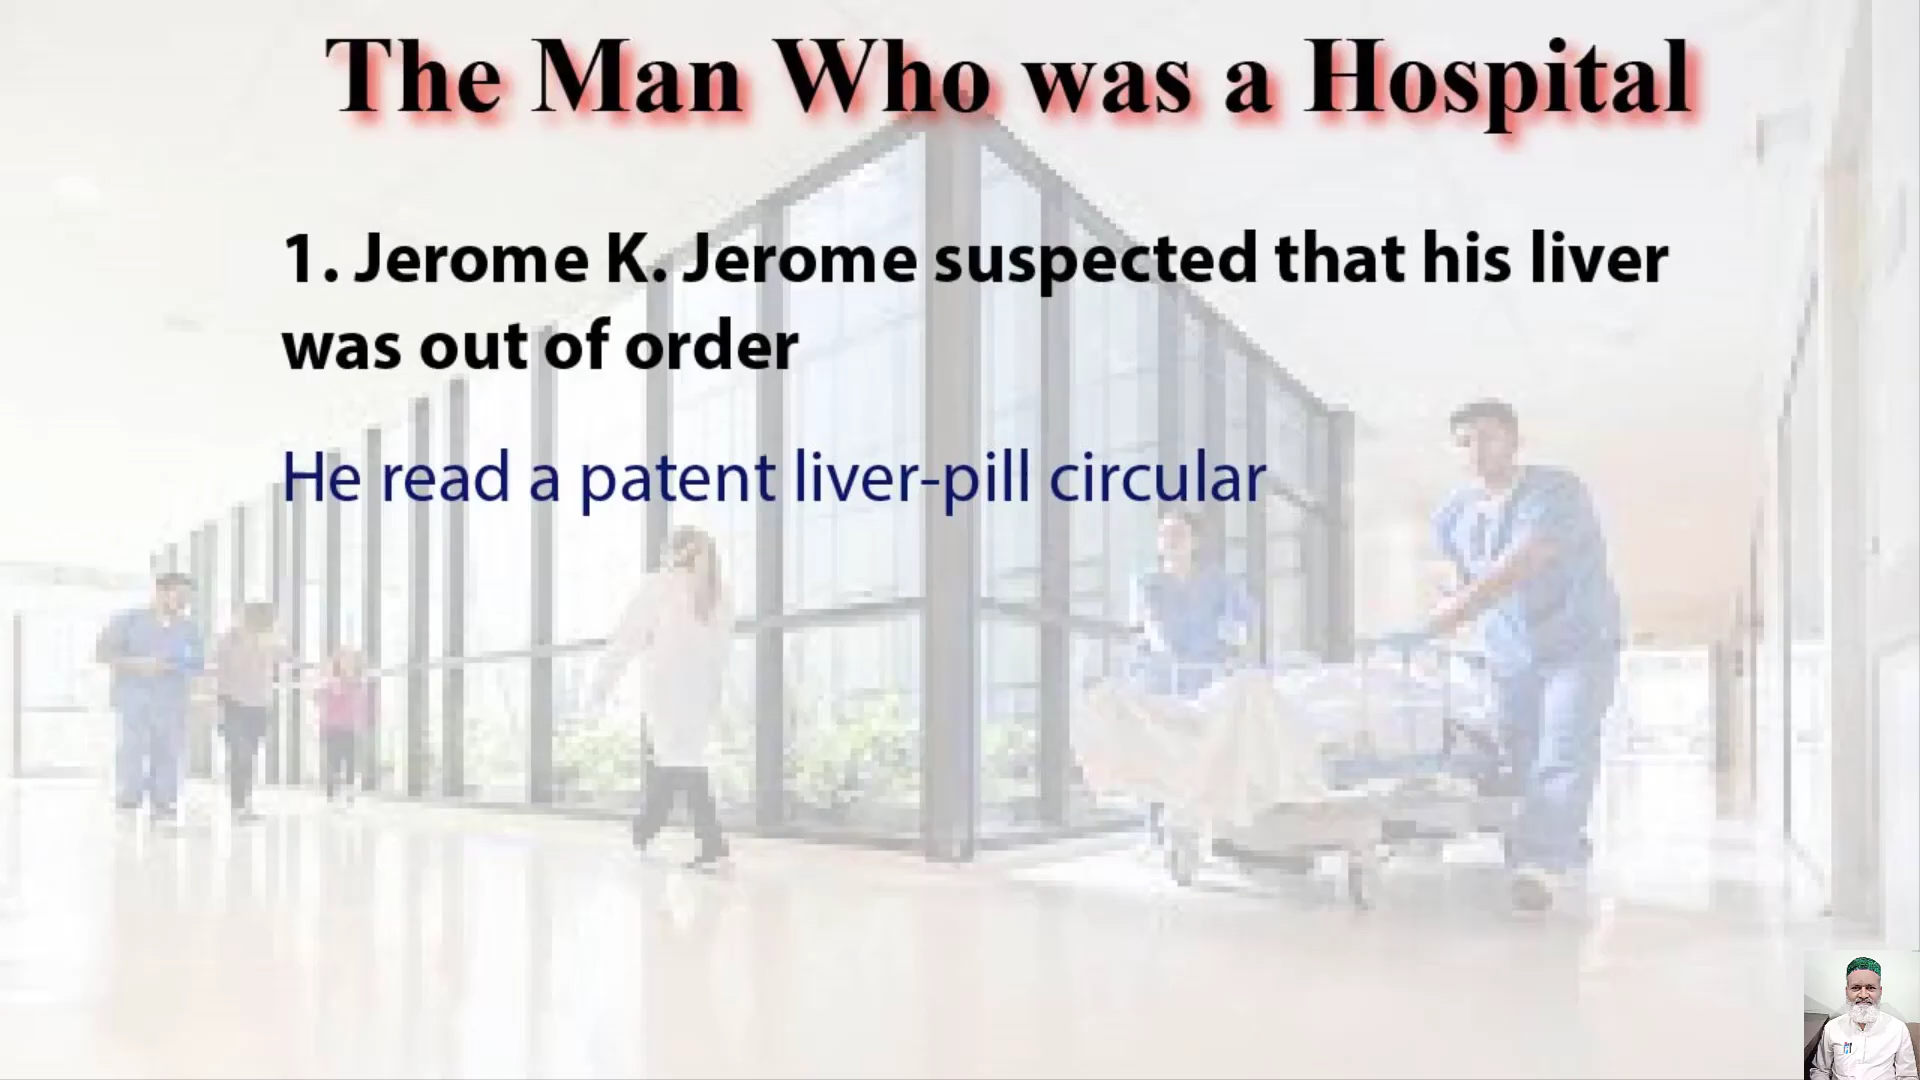 The Man Who was a Hospital
1. Jerome K. Jerome suspected that his liver
was out of order
He read a patent liver-pill circular